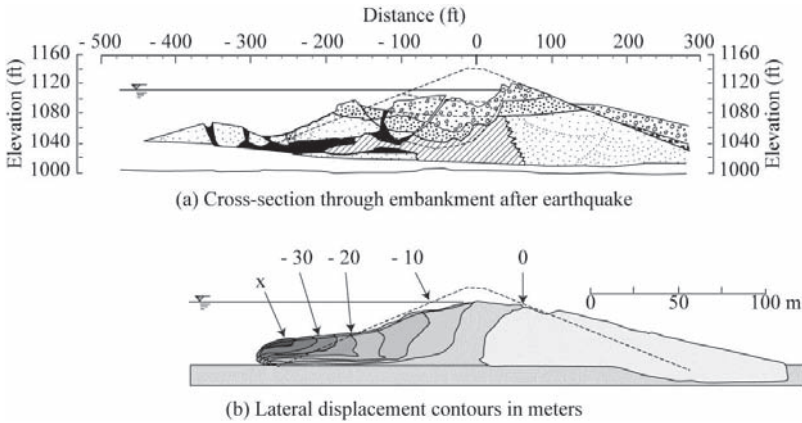 Distance (ft)
- 500 - 400 - 300 - 200 - 100 0 100 200 300
1160 1160
1120 1120
1080 1080
1040 1040
1000 1000
Elevation (ft) Elevation (ft)
(a) Cross-section through embankment after earthquake
x - 30 - 20 - 10 0
0 50 100 m
(b) Lateral displacement contours in meters